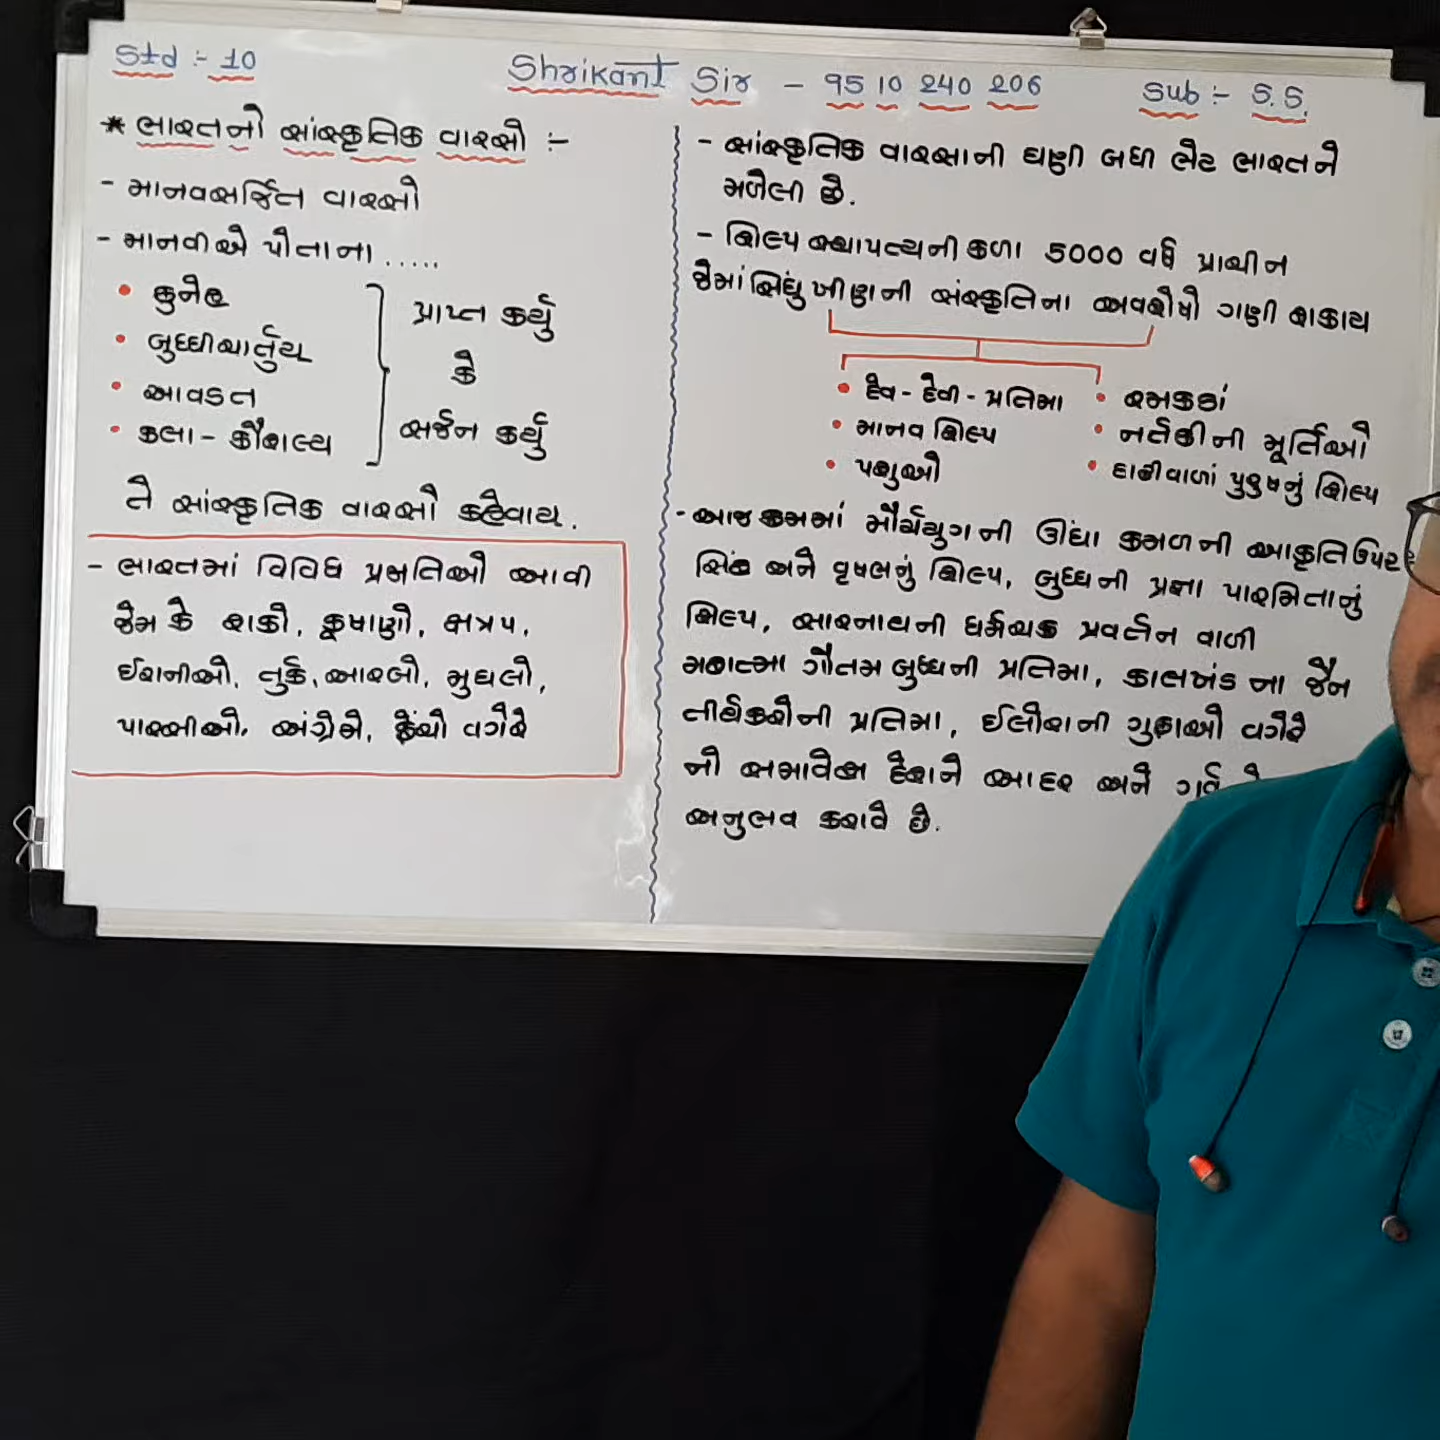 Std :- 10
Shrikant Sir - 95 10 240 206
Sub :- S.S.
* ભારતનો સાંસ્કૃતિક વારસો :-
- માનવસર્જિત વારસો
- માનવીએ પોતાના .....
• કુનેહ
• બુધ્ધીચાર્તુય
• આવડત
• કલા - કૌશલ્ય
પ્રાપ્ત કર્યુ
કે
સર્જન કર્યુ
તે સાંસ્કૃતિક વારસો કહેવાય.
- ભારતમાં વિવિધ પ્રજાતિઓ આવી
જેમ કે શકો, કૂષાણો, ક્ષત્રપ,
ઈરાનીઓ, તુર્ક, આરબો, મુઘલો,
પારસીઓ, અંગ્રેજો, ફ્રેંચો વગેરે
- સાંસ્કૃતિક વારસાની ઘણી બધી ભેટ ભારતને
મળેલી છે.
- શિલ્પ સ્થાપત્યની કળા 5000 વર્ષ પ્રાચીન
જેમાં સિંધુ ખીણની સંસ્કૃતિના અવશેષો ગણી શકાય
• દેવ - દેવી - પ્રતિમા
• માનવ શિલ્પ
• પશુઓ
• રમકડાં
• નર્તકીની મૂર્તિઓ
• દાઢીવાળાં પુરુષનું શિલ્પ
- આજ ક્રમમાં મૌર્યયુગની ઊંધા કમળની આકૃતિ ઉપર
સિંહ અને વૃષભનું શિલ્પ, બુધ્ધની પ્રજ્ઞા પારમિતાનું
શિલ્પ, સારનાથની ધર્મચક્ર પ્રવર્તન વાળી
મહાત્મા ગૌતમ બુધ્ધની પ્રતિમા, કાલખંડ ના જૈન
તીર્થંકરોની પ્રતિમા, ઈલોરાની ગુફાઓ વગેરે
નો સમાવેશ દેશને આદર અને ગર્વ
અનુભવ કરાવે છે.